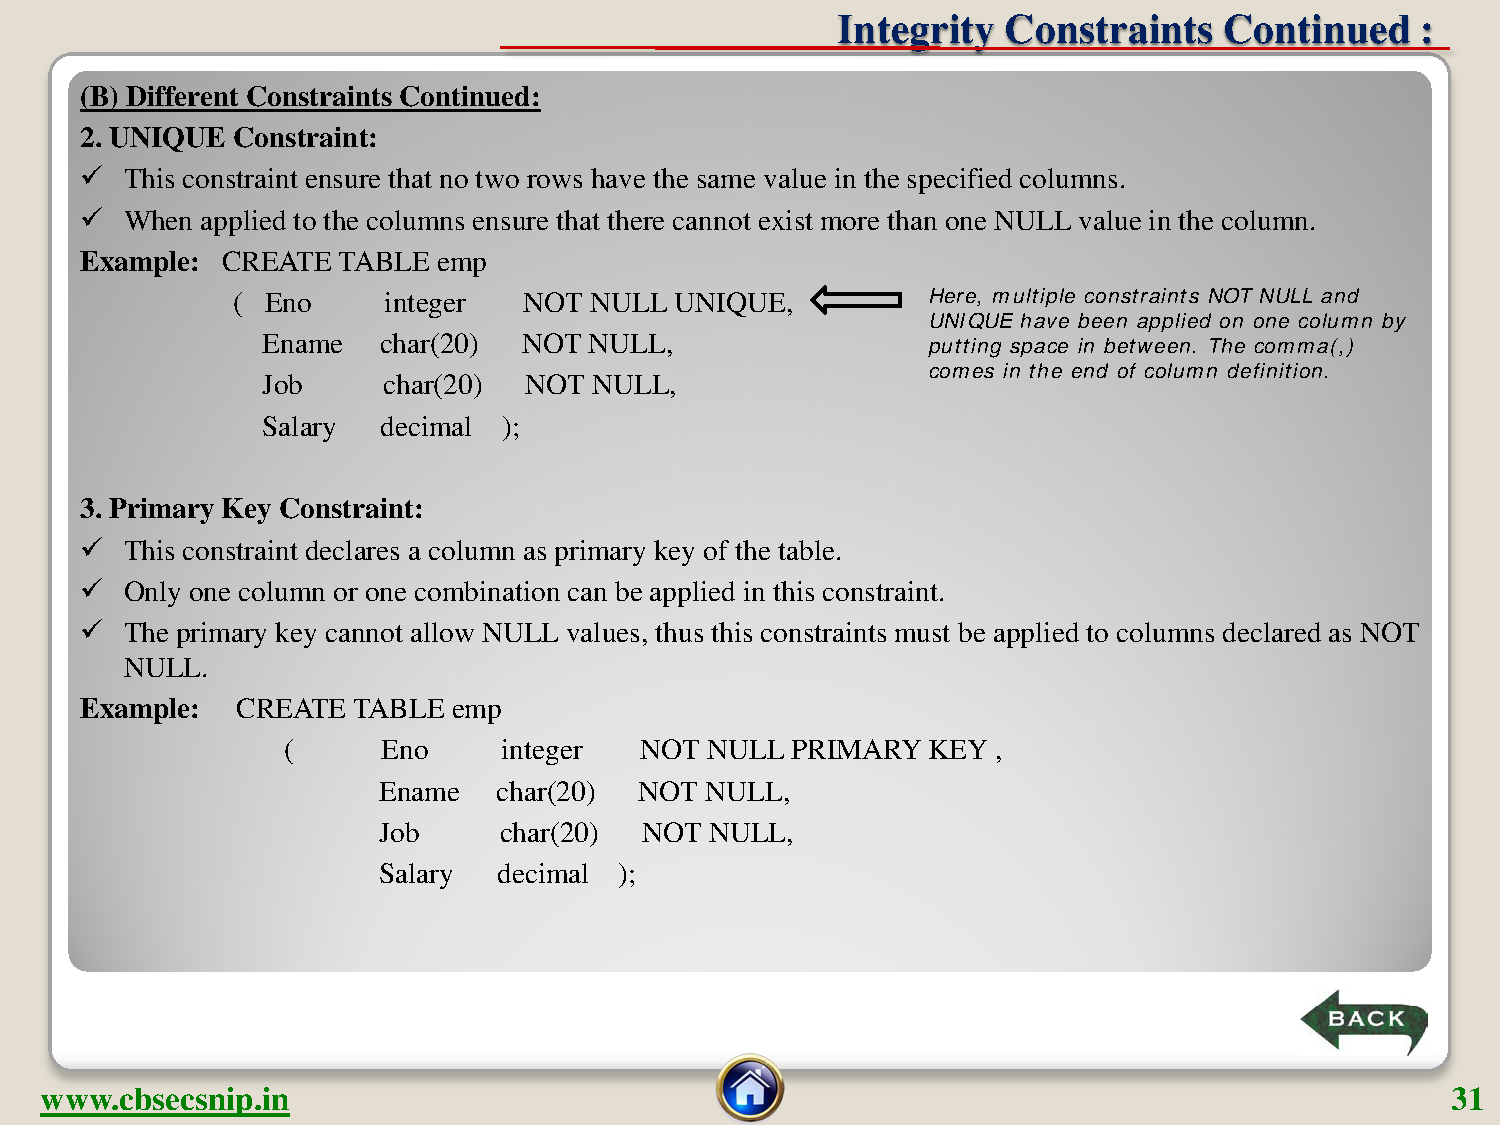 Integrity Constraints Continued :
(B) Different Constraints Continued:
2. UNIQUE Constraint:
✓ This constraint ensure that no two rows have the same value in the specified columns.
✓ When applied to the columns ensure that there cannot exist more than one NULL value in the column.
Example: CREATE TABLE emp
( Eno integer NOT NULL UNIQUE,
Ename char(20) NOT NULL,
Job char(20) NOT NULL,
Salary decimal );
Here, multiple constraints NOT NULL and
UNIQUE have been applied on one column by
putting space in between. The comma(,)
comes in the end of column definition.
3. Primary Key Constraint:
✓ This constraint declares a column as primary key of the table.
✓ Only one column or one combination can be applied in this constraint.
✓ The primary key cannot allow NULL values, thus this constraints must be applied to columns declared as NOT
NULL.
Example: CREATE TABLE emp
( Eno integer NOT NULL PRIMARY KEY ,
Ename char(20) NOT NULL,
Job char(20) NOT NULL,
Salary decimal );
BACK
www.cbsecsnip.in
31